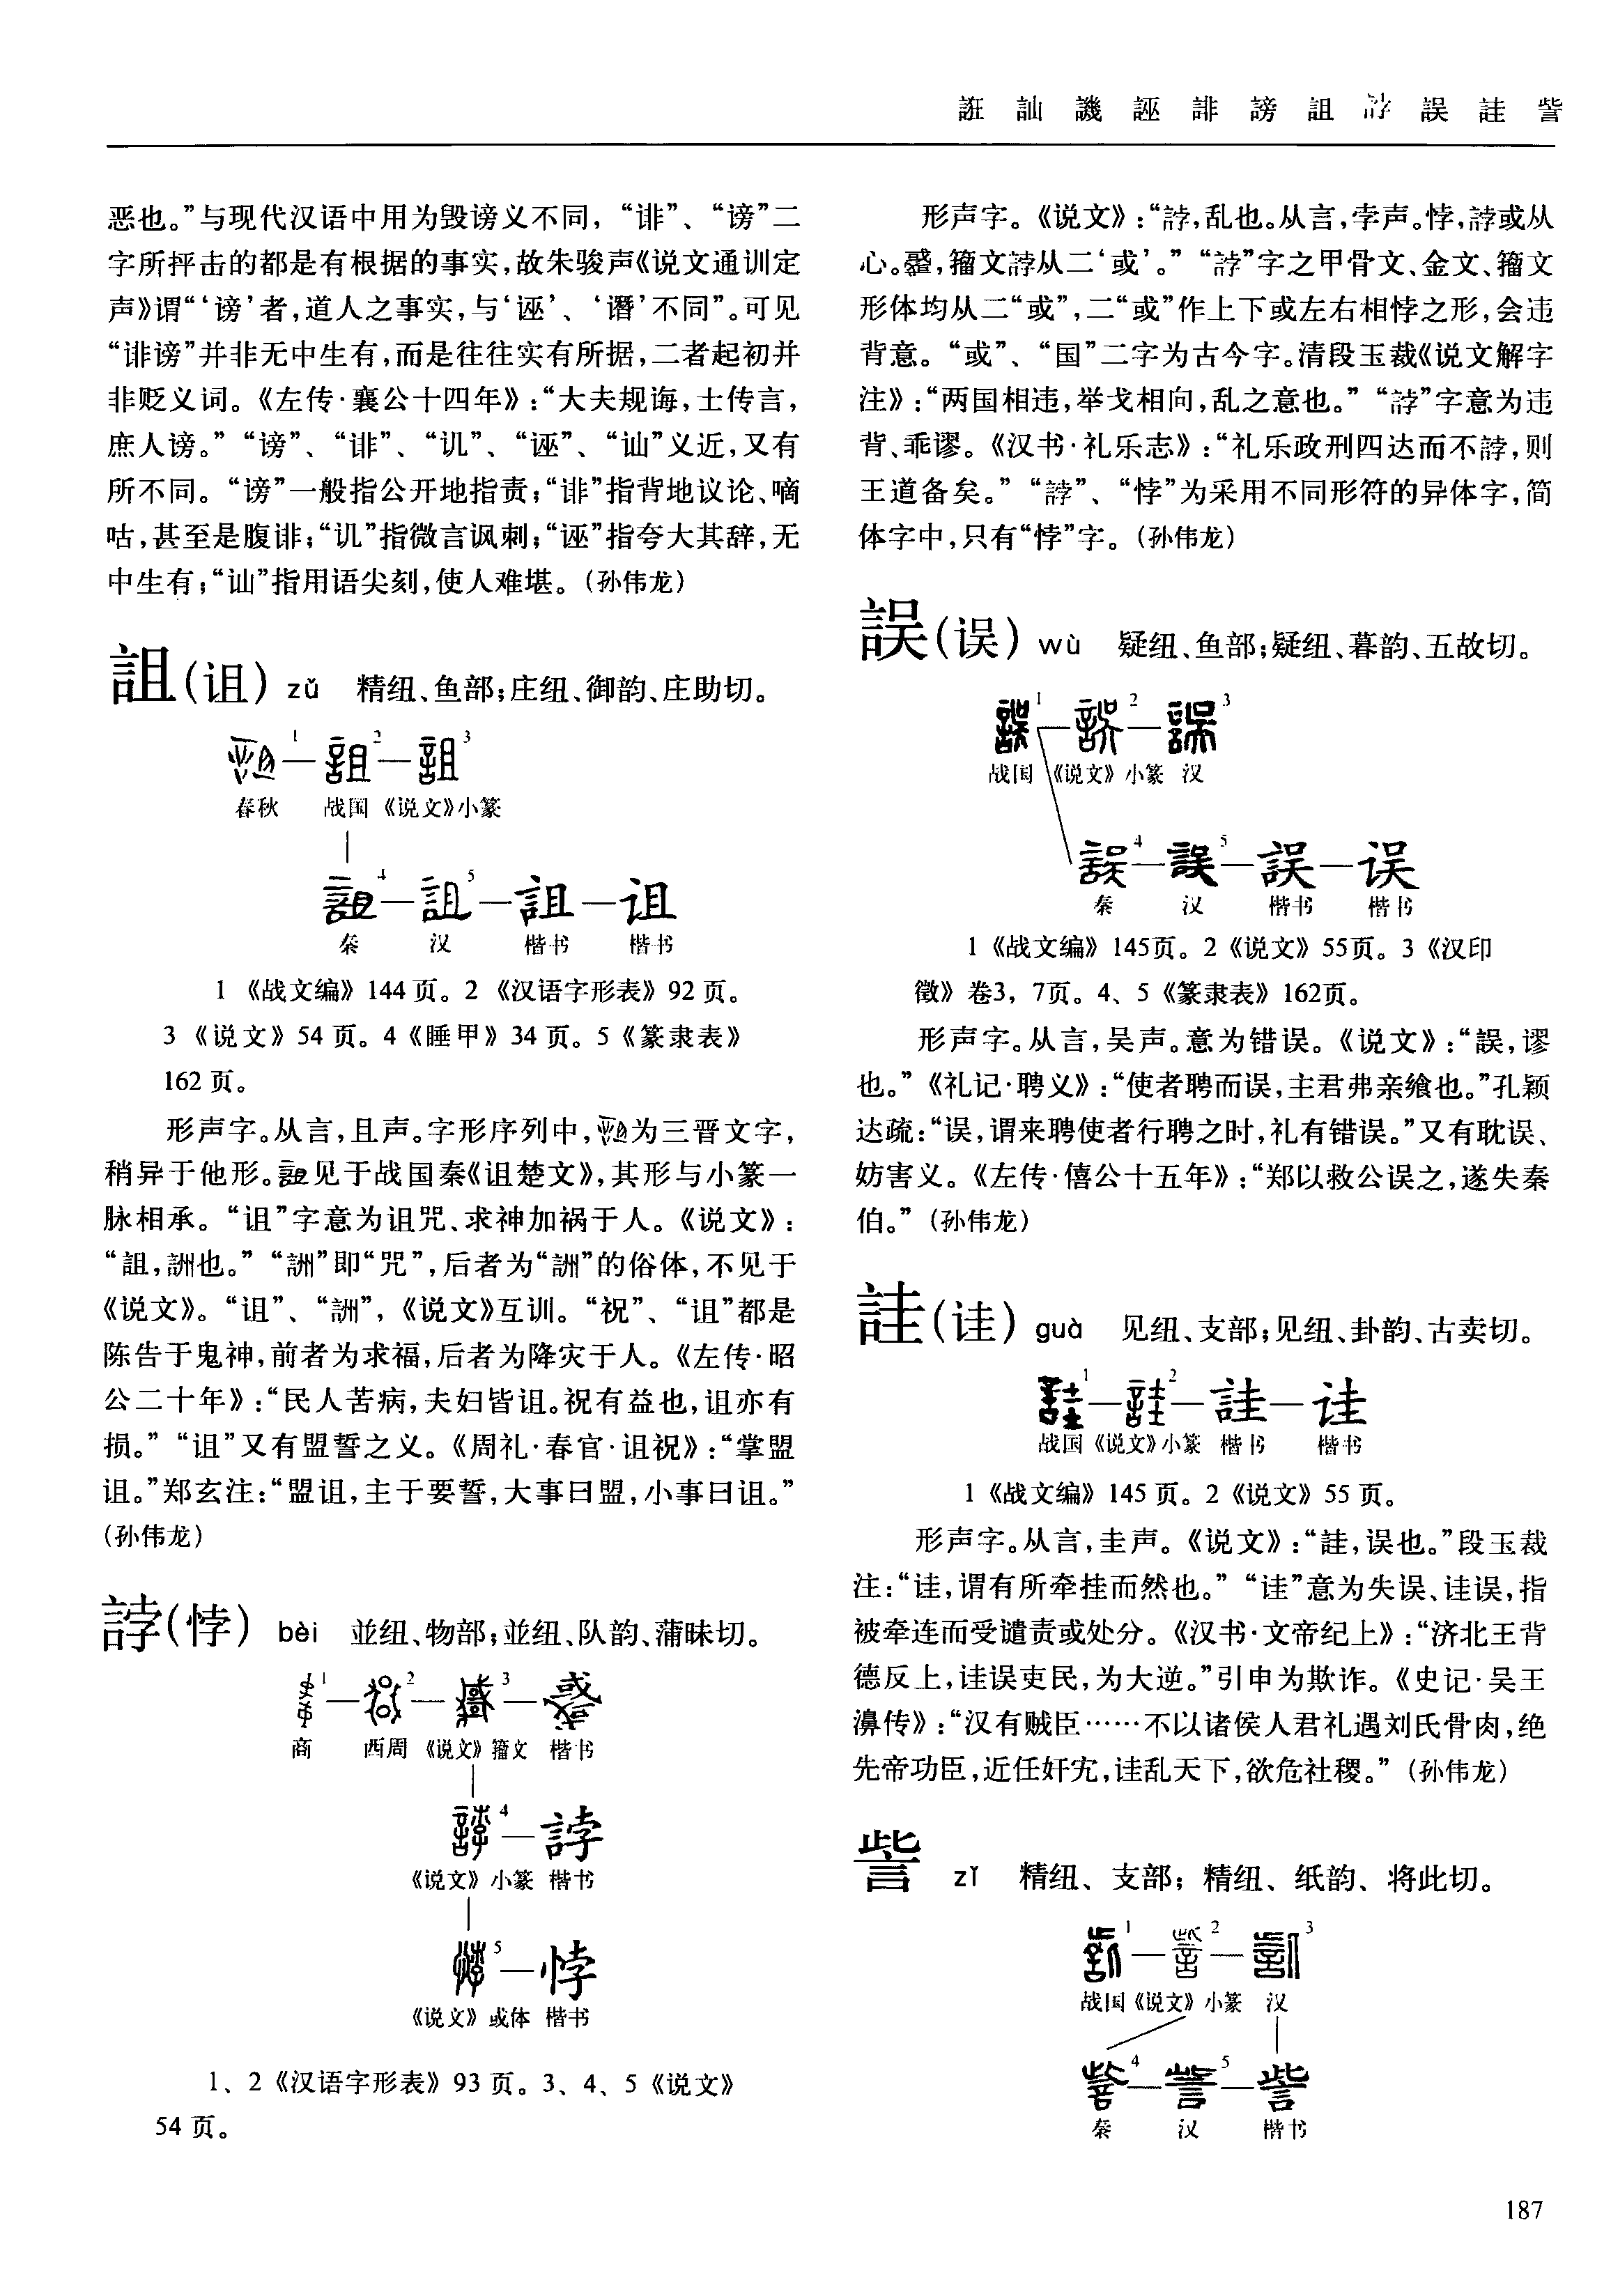 誑 訕 譏 誣 誹 謗 詛 誖 誤 詿 訾
恶也。”与现代汉语中用为毁谤义不同，“诽”、“谤”二
字所抨击的都是有根据的事实，故朱骏声《说文通训定
声》谓“‘谤’者，道人之事实，与‘诬’、‘谮’不同”。可见
“诽谤”并非无中生有，而是往往实有所据，二者起初并
非贬义词。《左传·襄公十四年》：“大夫规诲，士传言，
庶人谤。”“谤”、“诽”、“讥”、“诬”、“讪”义近，又有
所不同。“谤”一般指公开地指责；“诽”指背地议论、嘀
咕，甚至是腹诽；“讥”指微言讽刺；“诬”指夸大其辞，无
中生有；“讪”指用语尖刻，使人难堪。（孙伟龙）
詛（诅）zǔ 精纽、鱼部；庄纽、御韵、庄助切。
1 — 2 — 3
春秋 战国 《说文》小篆
4 — 5 — 詛 — 诅
秦 汉 楷书 楷书
1 《战文编》144页。2 《汉语字形表》92页。
3 《说文》54页。4《睡甲》34页。5《篆隶表》
162页。
形声字。从言，且声。字形序列中，为三晋文字，
稍异于他形。见于战国秦《诅楚文》，其形与小篆一
脉相承。“诅”字意为诅咒、求神加祸于人。《说文》：
“詛，詶也。”“詶”即“咒”，后者为“詶”的俗体，不见于
《说文》。“诅”、“詶”，《说文》互训。“祝”、“诅”都是
陈告于鬼神，前者为求福，后者为降灾于人。《左传·昭
公二十年》：“民人苦病，夫妇皆诅。祝有益也，诅亦有
损。”“诅”又有盟誓之义。《周礼·春官·诅祝》：“掌盟
诅。”郑玄注：“盟诅，主于要誓，大事曰盟，小事曰诅。”
（孙伟龙）
誖（悖）bèi 並纽、物部；並纽、队韵、蒲昧切。
1 — 2 — 3 —
商 西周 《说文》籀文 楷书
4 — 誖
《说文》小篆 楷书
5 — 悖
《说文》或体 楷书
1、2《汉语字形表》93页。3、4、5《说文》
54页。
形声字。《说文》：“誖，乱也。从言，孛声。悖，誖或从
心。，籀文誖从二‘或’。”“誖”字之甲骨文、金文、籀文
形体均从二“或”，二“或”作上下或左右相悖之形，会违
背意。“或”、“国”二字为古今字。清段玉裁《说文解字
注》：“两国相违，举戈相向，乱之意也。”“誖”字意为违
背、乖谬。《汉书·礼乐志》：“礼乐政刑四达而不誖，则
王道备矣。”“誖”、“悖”为采用不同形符的异体字，简
体字中，只有“悖”字。（孙伟龙）
誤（误）wù 疑纽、鱼部；疑纽、暮韵、五故切。
1 — 2 — 3
战国 《说文》小篆 汉
4 — 5 — 誤 — 误
秦 汉 楷书 楷书
1《战文编》145页。2《说文》55页。3《汉印
徵》卷3，7页。4、5《篆隶表》162页。
形声字。从言，吴声。意为错误。《说文》：“誤，谬
也。”《礼记·聘义》：“使者聘而误，主君弗亲飨也。”孔颖
达疏：“误，谓来聘使者行聘之时，礼有错误。”又有耽误、
妨害义。《左传·僖公十五年》：“郑以救公误之，遂失秦
伯。”（孙伟龙）
詿（诖）guà 见纽、支部；见纽、卦韵、古卖切。
1 — 2 — 詿 — 诖
战国 《说文》小篆 楷书 楷书
1《战文编》145页。2《说文》55页。
形声字。从言，圭声。《说文》：“詿，误也。”段玉裁
注：“诖，谓有所牵挂而然也。”“诖”意为失误、诖误，指
被牵连而受谴责或处分。《汉书·文帝纪上》：“济北王背
德反上，诖误吏民，为大逆。”引申为欺诈。《史记·吴王
濞传》：“汉有贼臣……不以诸侯人君礼遇刘氏骨肉，绝
先帝功臣，近任奸宄，诖乱天下，欲危社稷。”（孙伟龙）
訾 zǐ 精纽、支部；精纽、纸韵、将此切。
1 — 2 — 3
战国 《说文》小篆 汉
4 — 5 — 訾
秦 汉 楷书
187